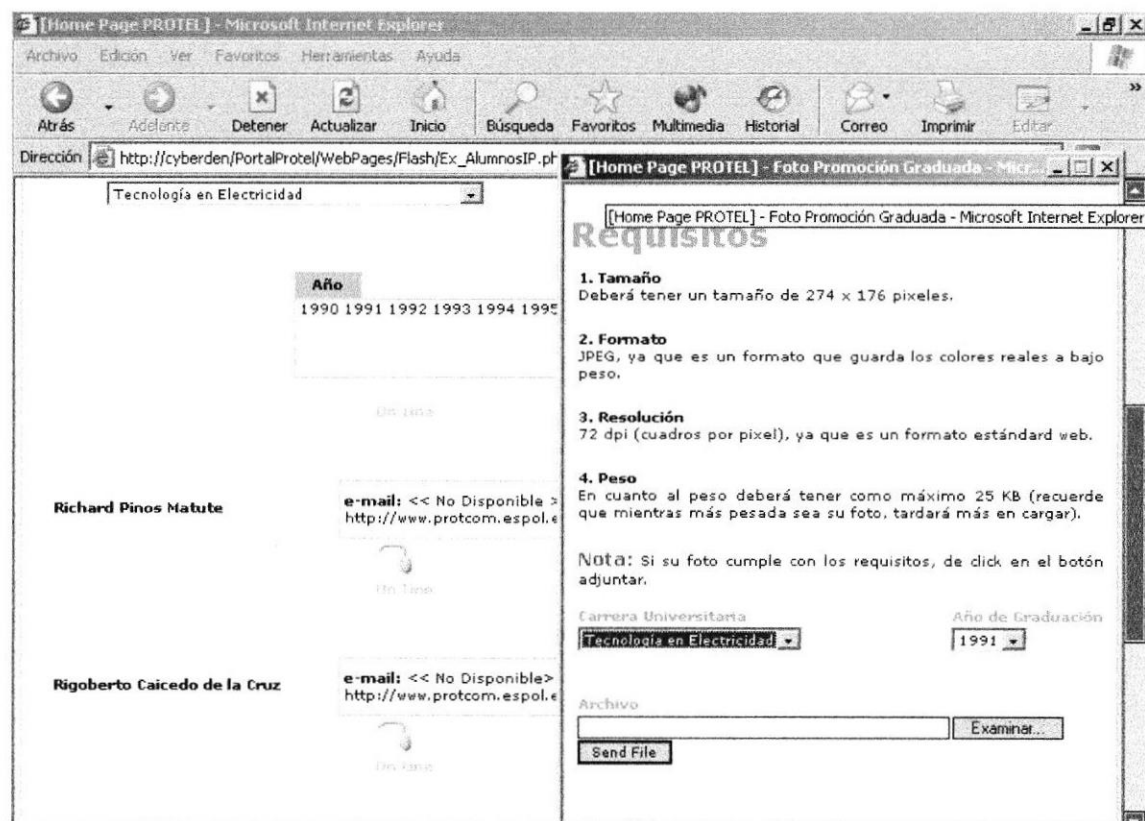 [Home Page PROTEL] - Microsoft Internet Explorer
Archivo Edición Ver Favoritos Herramientas Ayuda
Atrás Adelante Detener Actualizar Inicio Búsqueda Favoritos Multimedia Historial Correo Imprimir Editar
Dirección http://cyberden/PortalProtel/WebPages/Flash/Ex_AlumnosIP.ph
Tecnología en Electricidad
Año
1990 1991 1992 1993 1994 1995
On Line
Richard Pinos Matute
e-mail: << No Disponible >
http://www.protcom.espol.e
On Line
Rigoberto Caicedo de la Cruz
e-mail: << No Disponible>
http://www.protcom.espol.e
On Line
[Home Page PROTEL] - Foto Promoción Graduada - Micr...
[Home Page PROTEL] - Foto Promoción Graduada - Microsoft Internet Explorer
Requisitos
1. Tamaño
Deberá tener un tamaño de 274 x 176 pixeles.
2. Formato
JPEG, ya que es un formato que guarda los colores reales a bajo
peso.
3. Resolución
72 dpi (cuadros por pixel), ya que es un formato estándard web.
4. Peso
En cuanto al peso deberá tener como máximo 25 KB (recuerde
que mientras más pesada sea su foto, tardará más en cargar).
Nota: Si su foto cumple con los requisitos, de click en el botón
adjuntar.
Carrera Universitaria Año de Graduación
Tecnología en Electricidad 1991
Archivo
Examinar...
Send File